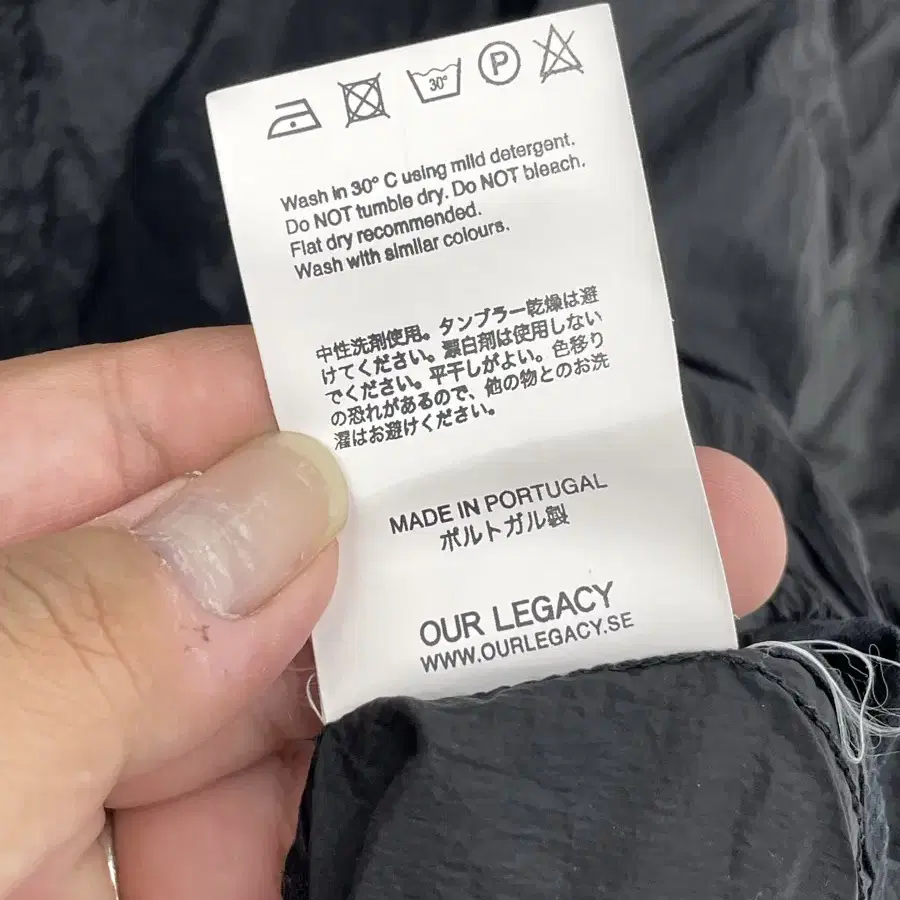 30°
P
Wash in 30° C using mild detergent.
Do NOT tumble dry. Do NOT bleach.
Flat dry recommended.
Wash with similar colours.
中性洗剤使用。タンブラー乾燥は避
けてください。漂白剤は使用しない
でください。平干しがよい。色移り
の恐れがあるので、他の物とのお洗
濯はお避けください。
MADE IN PORTUGAL
ポルトガル製
OUR LEGACY
WWW.OURLEGACY.SE